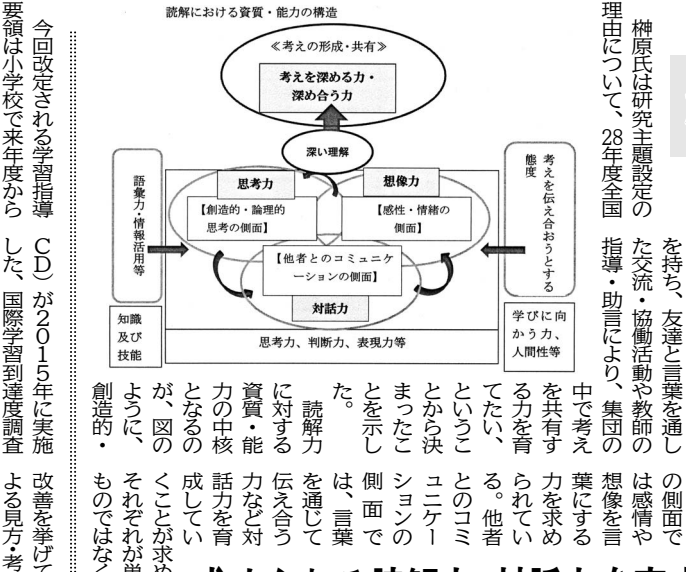 榊原氏は研究主題設定の
理由について、28年度全国
を持ち、友達と言葉を通し
た交流・協働活動や教師の
指導・助言により、集団の
中で考え
を共有す
る力を育
てたい、
というこ
とから決
まったこ
とを示し
た。
読解力
に対する
資質・能
力の中核
となるの
が、図の
ように、
創造的・
の側面で
は感情や
想像を言
葉にする
力を求め
られてい
る。他者
とのコミ
ュニケー
ションの
側面で
は、言葉
を通じて
伝え合う
力など対
話力を育
成してい
くことが求め
それぞれが
ものではなく
読解における資質・能力の構造
≪考えの形成・共有≫
考えを深める力・
深め合う力
深い理解
思考力
想像力
【創造的・論理的
思考の側面】
【感性・情緒の
側面】
【他者とのコミュニケ
ーションの側面】
対話力
思考力、判断力、表現力等
語彙力・情報活用等
知識
及び
技能
考えを伝え合おうとする
態度
学びに向
かう力、
人間性等
今回改定される学習指導
要領は小学校で来年度から
ＣＤ）が２０１５年に実施
した、国際学習到達度調査
改善を挙げて
よる見方・考